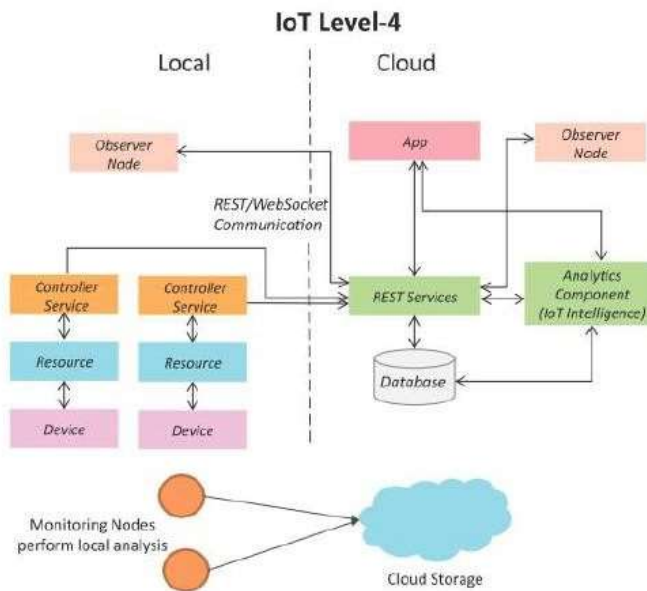 IoT Level-4
Local
Cloud
Observer
Node
App
Observer
Node
REST/WebSocket
Communication
Controller
Service
Controller
Service
REST Services
Analytics
Component
(IoT Intelligence)
Resource
Resource
Database
Device
Device
Monitoring Nodes
perform local analysis
Cloud Storage